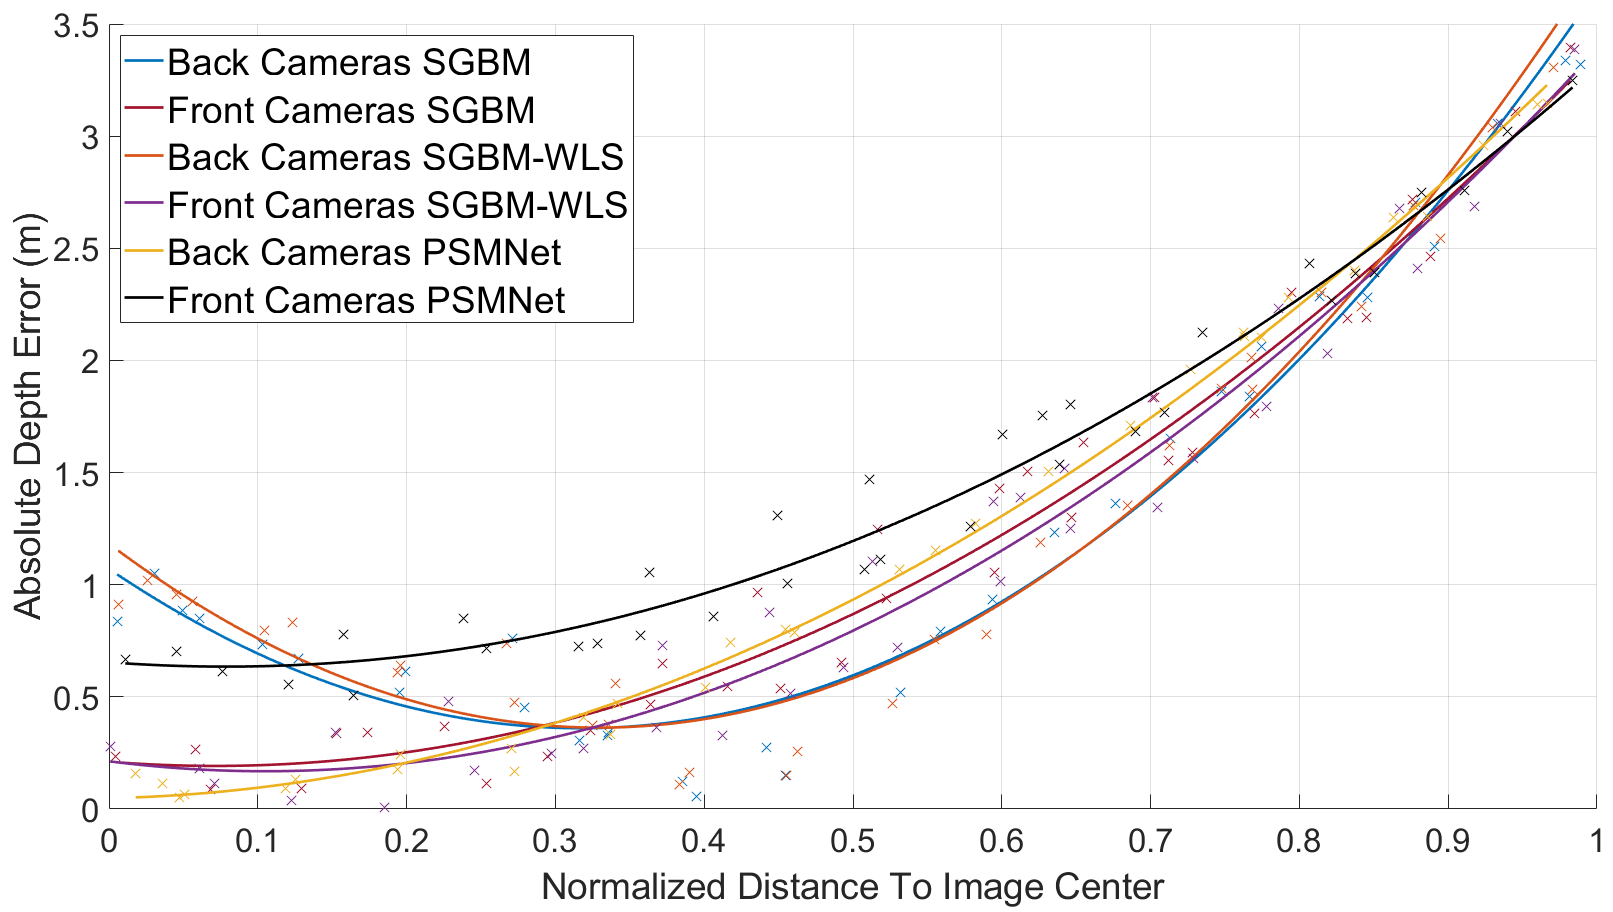 3.5
3
2.5
2
1.5
1
0.5
0
Absolute Depth Error (m)
Back Cameras SGBM
Front Cameras SGBM
Back Cameras SGBM-WLS
Front Cameras SGBM-WLS
Back Cameras PSMNet
Front Cameras PSMNet
0 0.1 0.2 0.3 0.4 0.5 0.6 0.7 0.8 0.9 1
Normalized Distance To Image Center